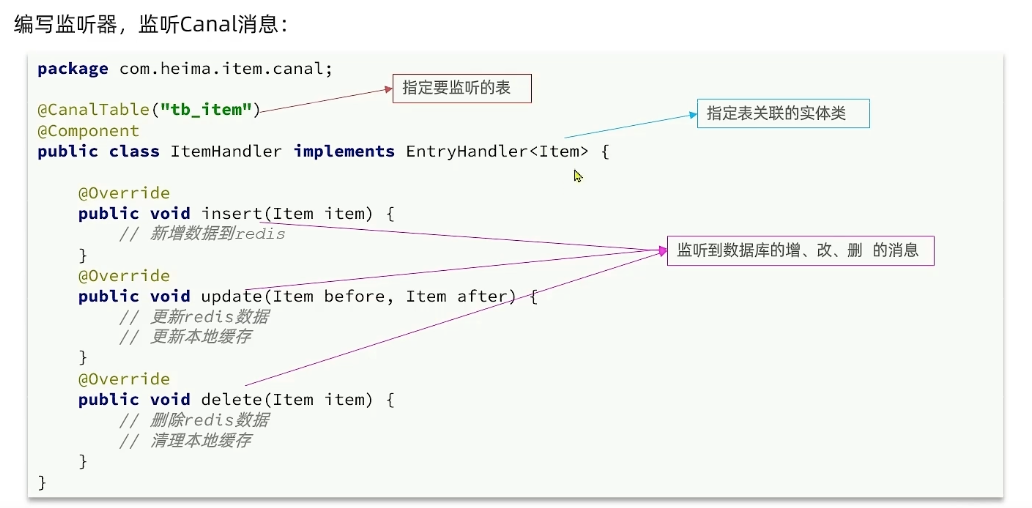 编写监听器，监听Canal消息：
package com.heima.item.canal;
指定要监听的表
@CanalTable("tb_item")
指定表关联的实体类
@Component
public class ItemHandler implements EntryHandler<Item> {
@Override
public void insert(Item item) {
// 新增数据到redis
监听到数据库的增、改、删 的消息
}
@Override
public void update(Item before, Item after) {
// 更新redis数据
// 更新本地缓存
}
@Override
public void delete(Item item) {
// 删除redis数据
// 清理本地缓存
}
}